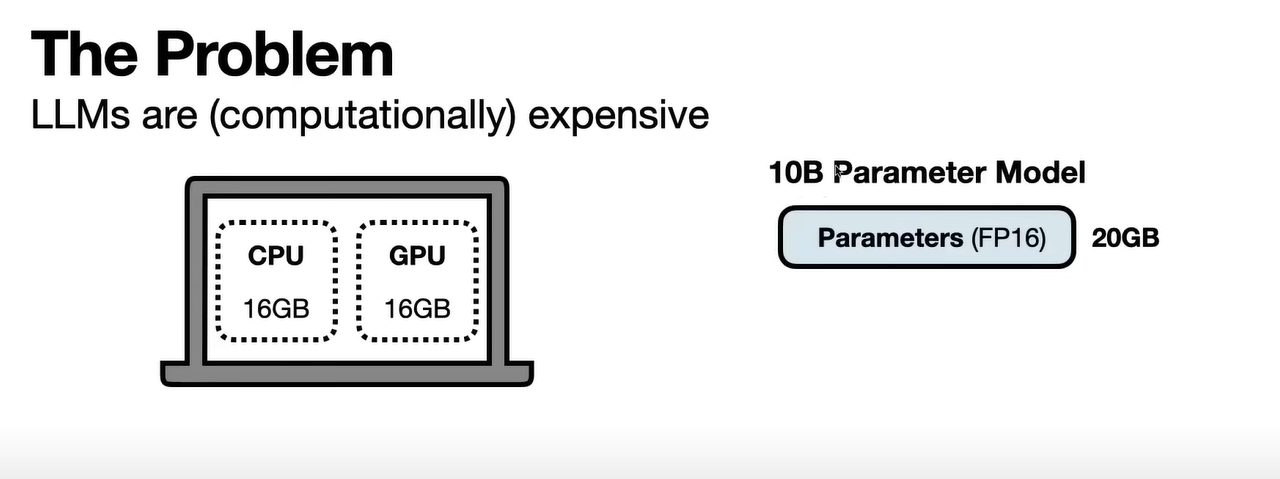 The Problem
LLMs are (computationally) expensive
CPU
16GB
GPU
16GB
10B Parameter Model
Parameters (FP16)
20GB